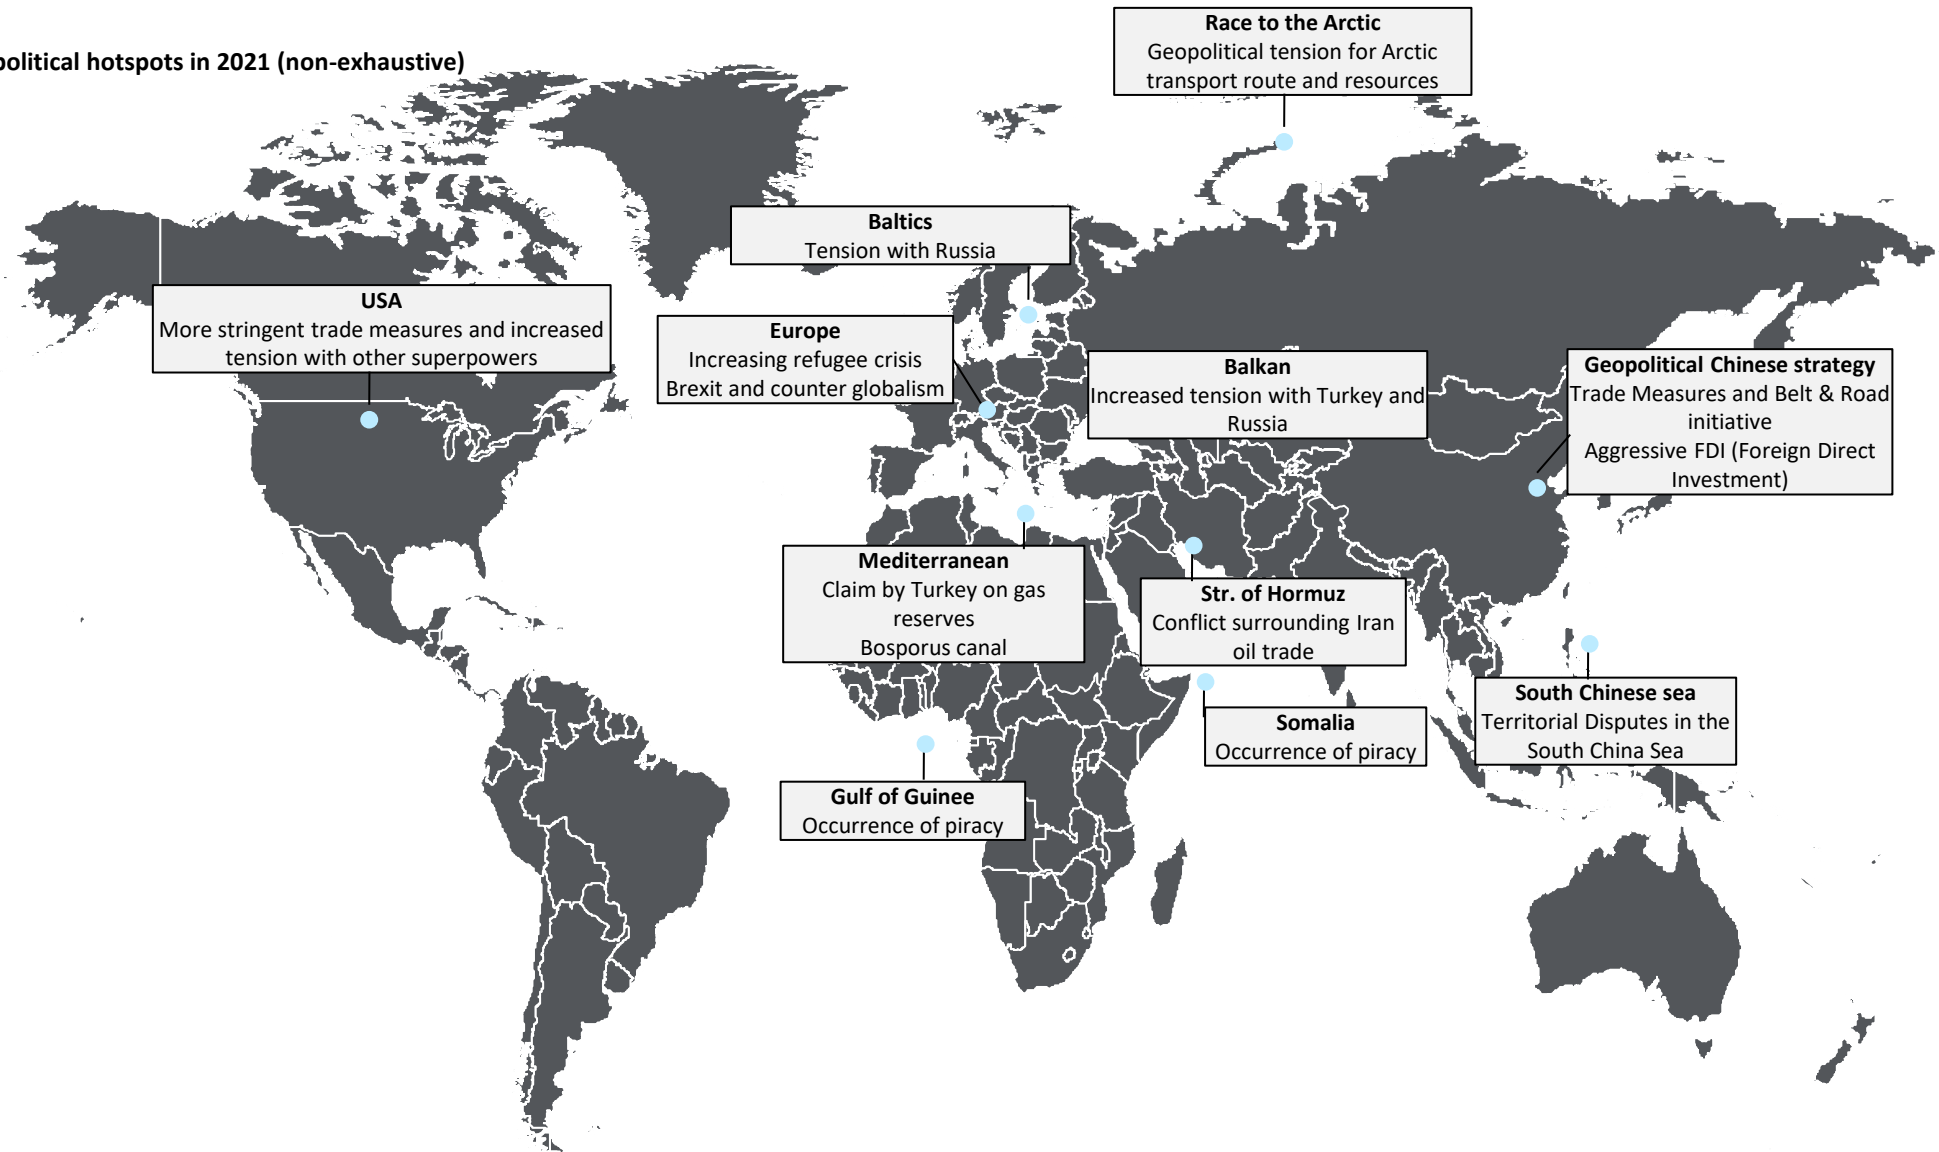 political hotspots in 2021 (non-exhaustive)
Race to the Arctic
Geopolitical tension for Arctic
transport route and resources
Baltics
Tension with Russia
USA
More stringent trade measures and increased
tension with other superpowers
Europe
Increasing refugee crisis
Brexit and counter globalism
Balkan
Increased tension with Turkey and
Russia
Geopolitical Chinese strategy
Trade Measures and Belt & Road
initiative
Aggressive FDI (Foreign Direct
Investment)
Mediterranean
Claim by Turkey on gas
reserves
Bosporus canal
Str. of Hormuz
Conflict surrounding Iran
oil trade
South Chinese sea
Territorial Disputes in the
South China Sea
Somalia
Occurrence of piracy
Gulf of Guinee
Occurrence of piracy